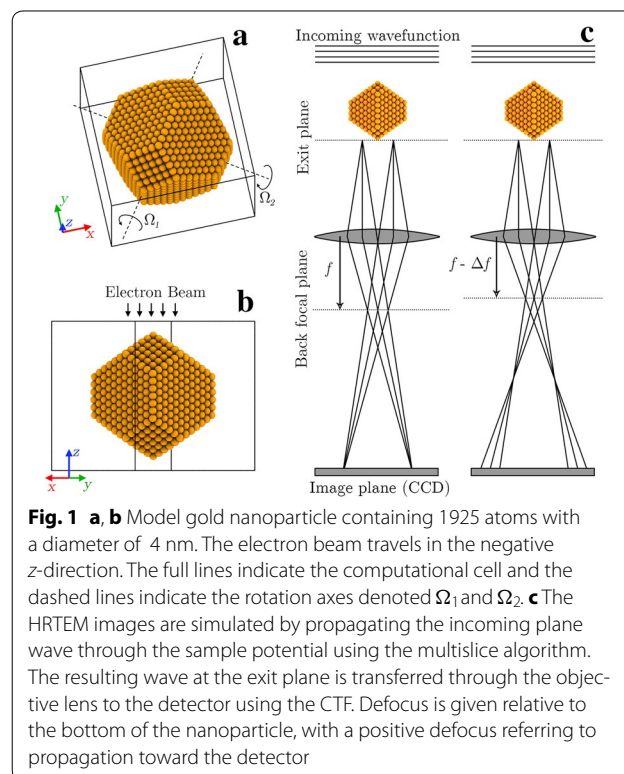 a
Ω1
Ω2
y
z
x
Electron Beam
b
z
x
y
Incoming wavefunction
c
Exit plane
Back focal plane
f
f - Δf
Image plane (CCD)
Fig. 1 a, b Model gold nanoparticle containing 1925 atoms with
a diameter of 4 nm. The electron beam travels in the negative
z-direction. The full lines indicate the computational cell and the
dashed lines indicate the rotation axes denoted Ω1 and Ω2. c The
HRTEM images are simulated by propagating the incoming plane
wave through the sample potential using the multislice algorithm.
The resulting wave at the exit plane is transferred through the objec-
tive lens to the detector using the CTF. Defocus is given relative to
the bottom of the nanoparticle, with a positive defocus referring to
propagation toward the detector